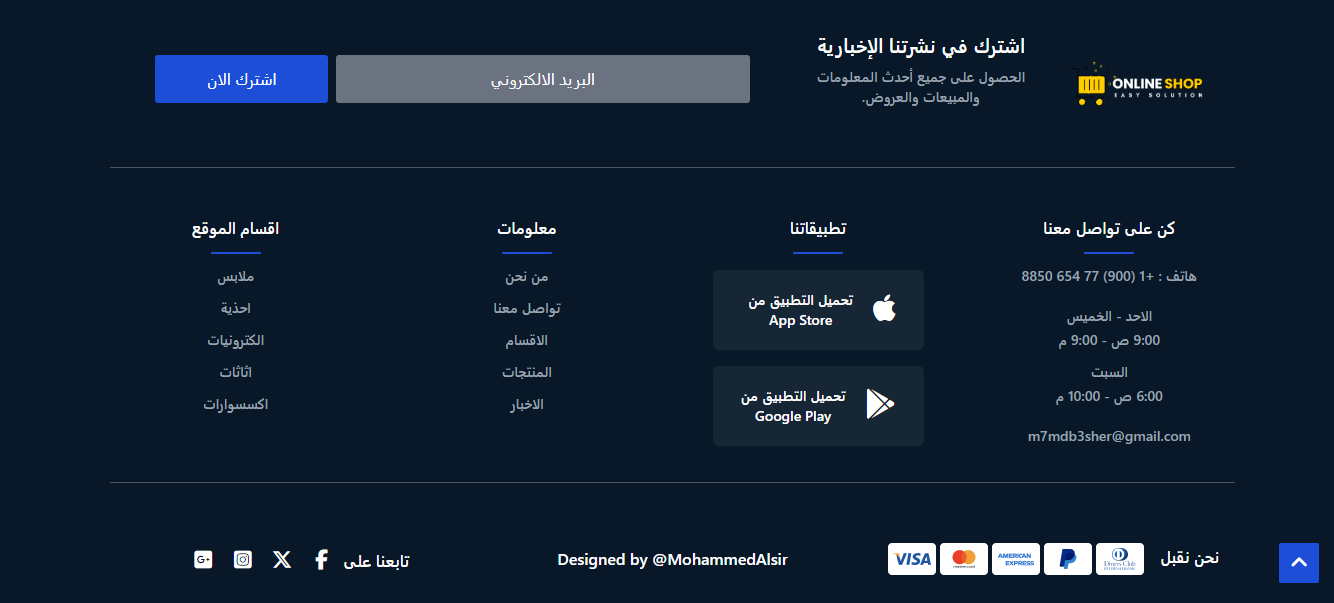 ONLINE SHOP
EASY SOLUTION
اشترك في نشرتنا الإخبارية
الحصول على جميع أحدث المعلومات
والمبيعات والعروض.
البريد الالكتروني
اشترك الان
كن على تواصل معنا
هاتف : +1 (900) 77 654 8850
الاحد - الخميس
9:00 ص - 9:00 م
السبت
6:00 ص - 10:00 م
m7mdb3sher@gmail.com
تطبيقاتنا
تحميل التطبيق من
App Store
تحميل التطبيق من
Google Play
معلومات
من نحن
تواصل معنا
الاقسام
المنتجات
الاخبار
اقسام الموقع
ملابس
احذية
الكترونيات
اثاثات
اكسسوارات
نحن نقبل
Diners Club
INTERNATIONAL
AMERICAN
EXPRESS
mastercard
VISA
Designed by @MohammedAlsir
تابعنا على
G+